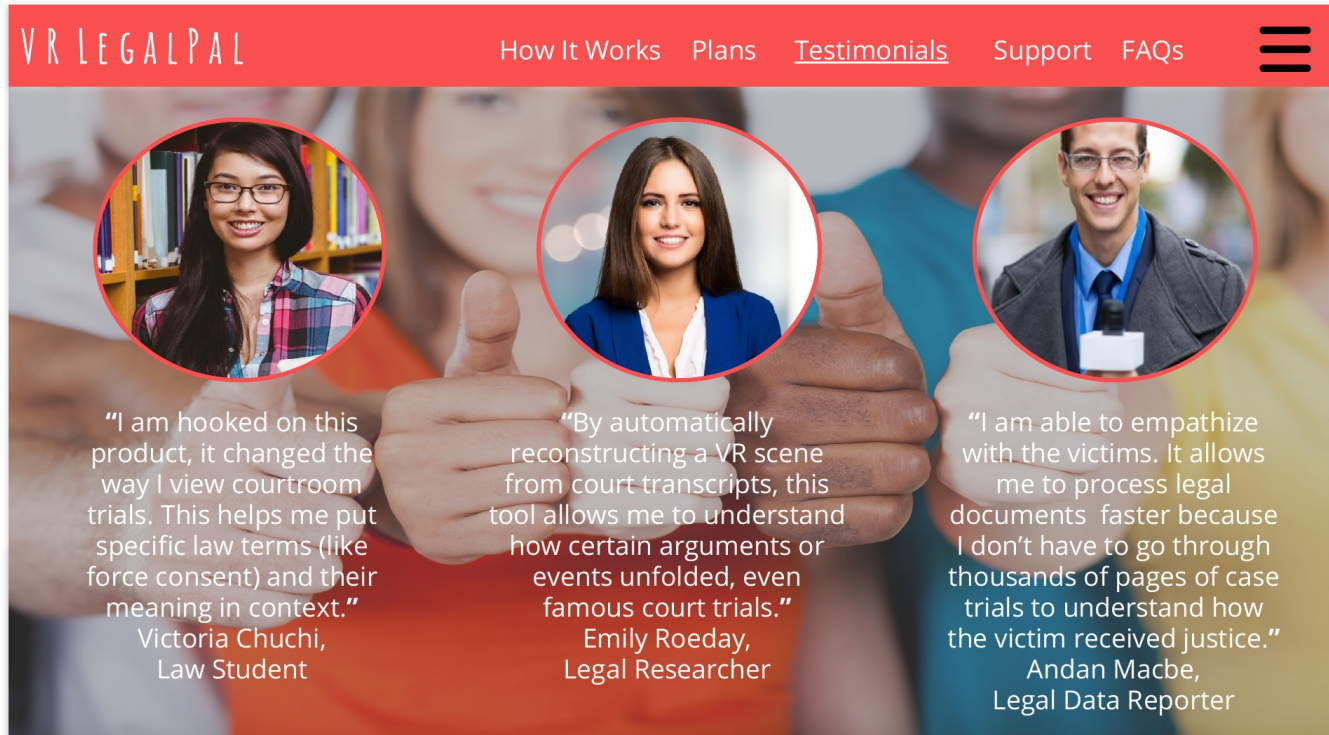 VR LEGALPAL
How It Works Plans Testimonials Support FAQs
“I am hooked on this
product, it changed the
way I view courtroom
trials. This helps me put
specific law terms (like
force consent) and their
meaning in context.”
Victoria Chuchi,
Law Student
“By automatically
reconstructing a VR scene
from court transcripts, this
tool allows me to understand
how certain arguments or
events unfolded, even
famous court trials.”
Emily Roeday,
Legal Researcher
“I am able to empathize
with the victims. It allows
me to process legal
documents  faster because
I don’t have to go through
thousands of pages of case
trials to understand how
the victim received justice.”
Andan Macbe,
Legal Data Reporter